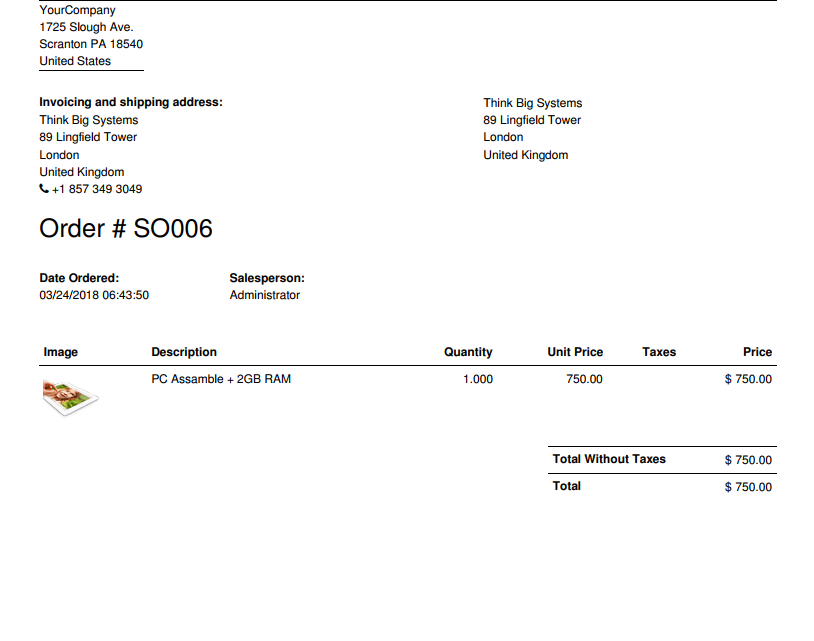 YourCompany
1725 Slough Ave.
Scranton PA 18540
United States
Invoicing and shipping address:
Think Big Systems
89 Lingfield Tower
London
United Kingdom
+1 857 349 3049
Think Big Systems
89 Lingfield Tower
London
United Kingdom
Order # SO006
Date Ordered: Salesperson:
03/24/2018 06:43:50 Administrator
Image Description Quantity Unit Price Taxes Price
PC Assamble + 2GB RAM 1.000 750.00 $ 750.00
Total Without Taxes $ 750.00
Total $ 750.00